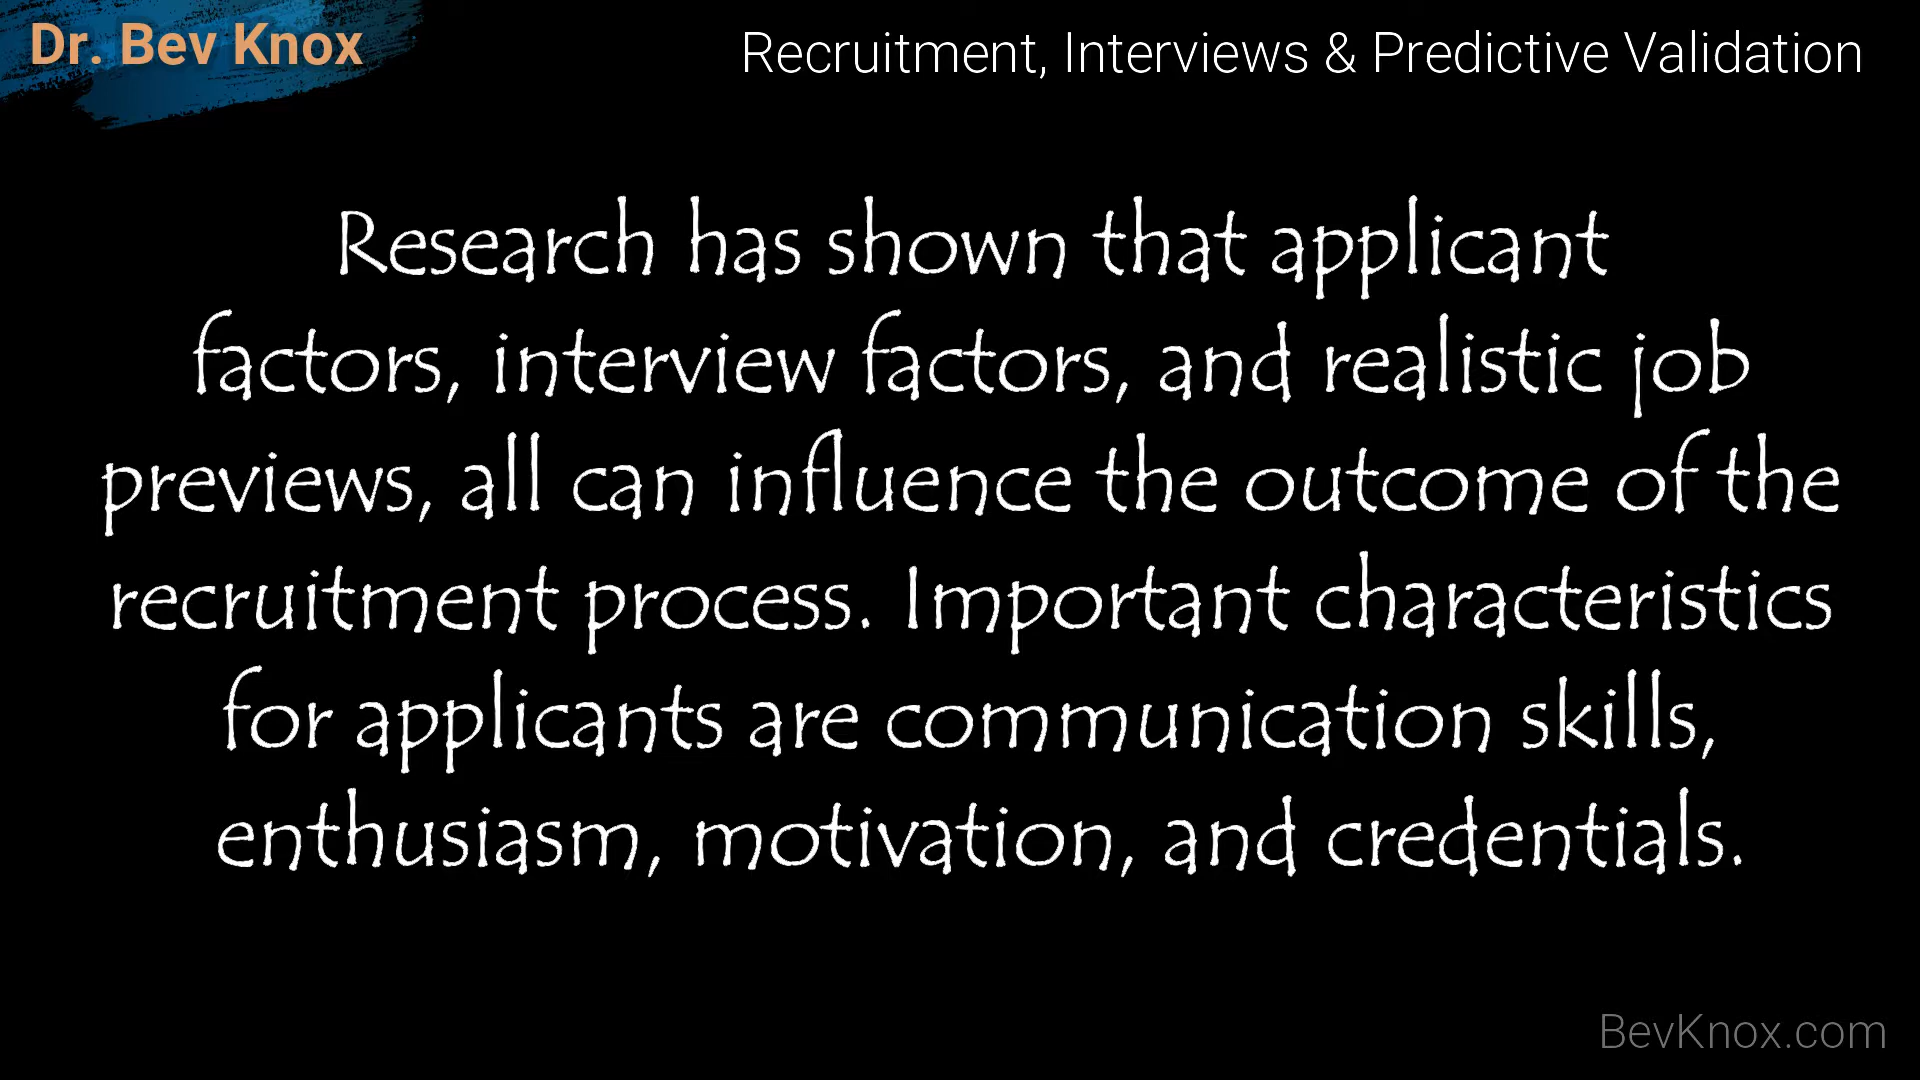 Dr. Bev Knox
Recruitment, Interviews & Predictive Validation
Research has shown that applicant
factors, interview factors, and realistic job
previews, all can influence the outcome of the
recruitment process. Important characteristics
for applicants are communication skills,
enthusiasm, motivation, and credentials.
BevKnox.com